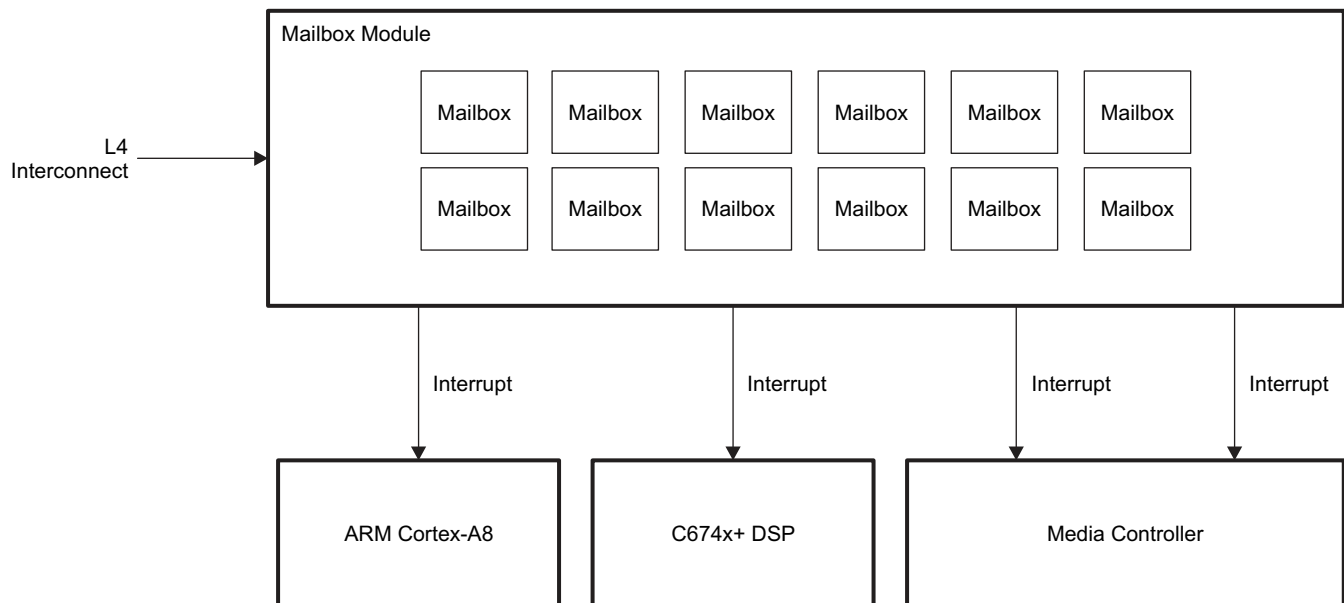 Mailbox Module
Mailbox Mailbox Mailbox Mailbox Mailbox Mailbox
L4
Interconnect
Mailbox Mailbox Mailbox Mailbox Mailbox Mailbox
Interrupt Interrupt Interrupt Interrupt
ARM Cortex-A8 C674x+ DSP Media Controller